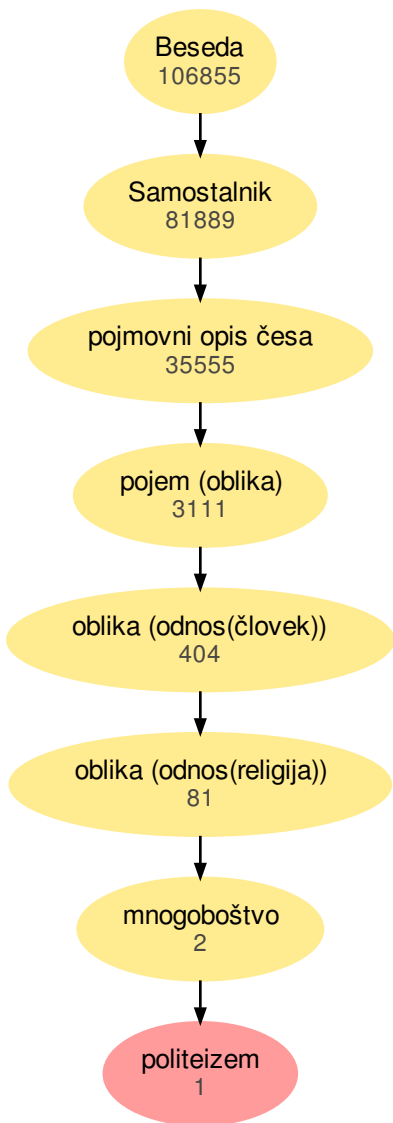 Beseda
106855
Samostalnik
81889
pojmovni opis česa
35555
pojem (oblika)
3111
oblika (odnos(človek))
404
oblika (odnos(religija))
81
mnogoboštvo
2
politeizem
1